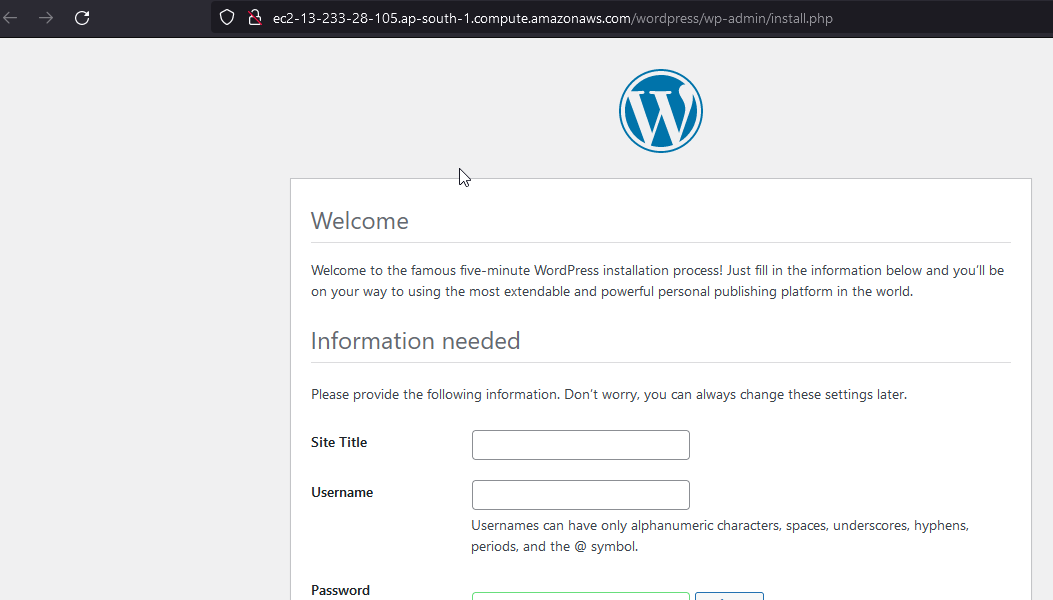 ec2-13-233-28-105.ap-south-1.compute.amazonaws.com/wordpress/wp-admin/install.php
W
Welcome
Welcome to the famous five-minute WordPress installation process! Just fill in the information below and you’ll be
on your way to using the most extendable and powerful personal publishing platform in the world.
Information needed
Please provide the following information. Don’t worry, you can always change these settings later.
Site Title
Username
Usernames can have only alphanumeric characters, spaces, underscores, hyphens,
periods, and the @ symbol.
Password